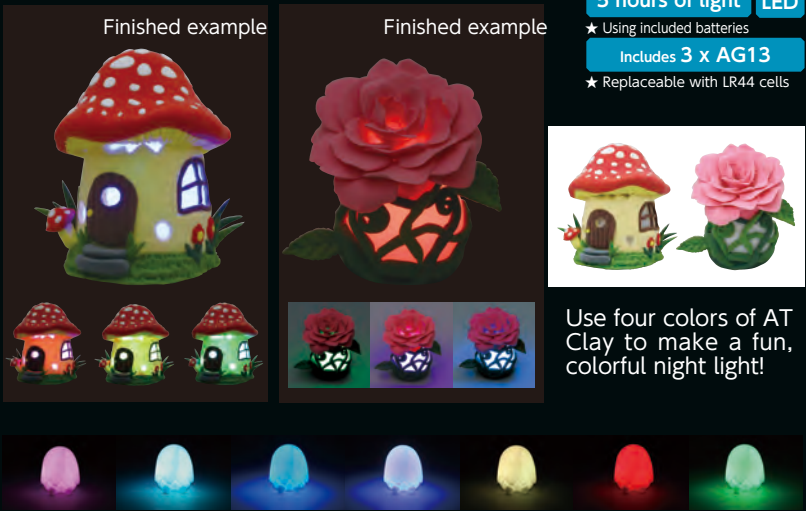 Finished example
Finished example
5 hours of light
LED
★ Using included batteries
Includes 3 x AG13
★ Replaceable with LR44 cells
Use four colors of AT
Clay to make a fun,
colorful night light!